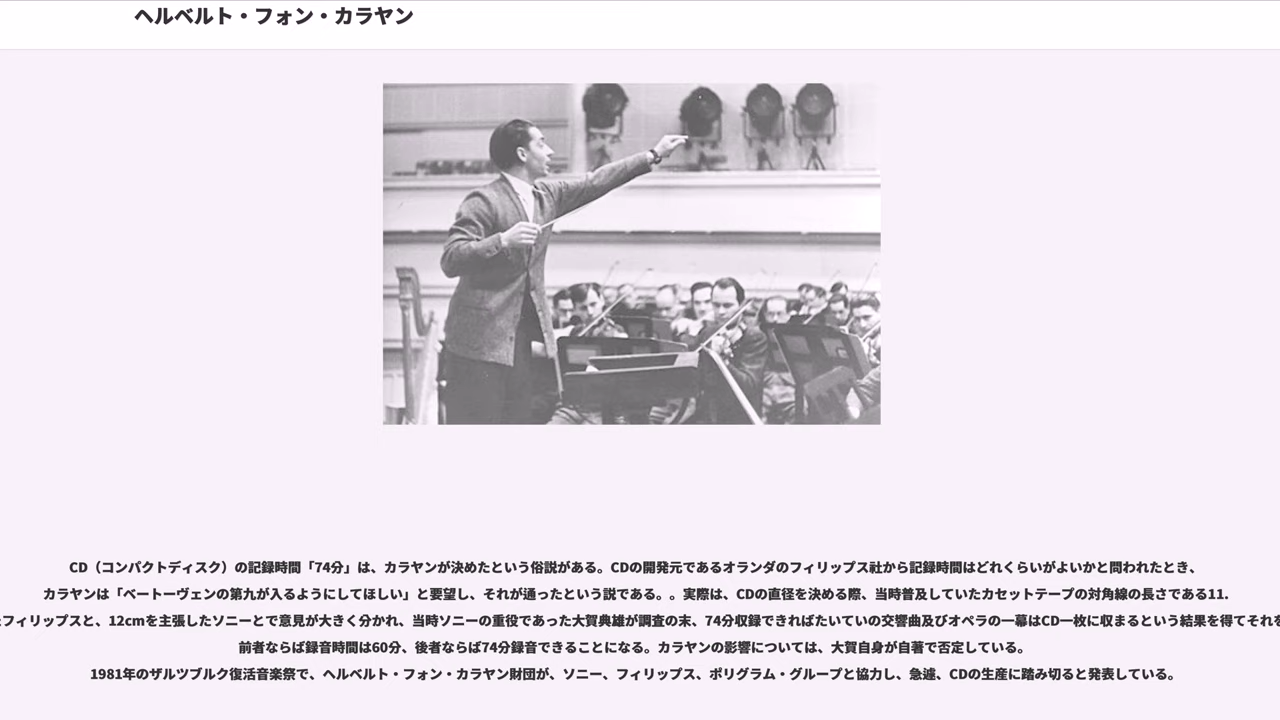 ヘルベルト・フォン・カラヤン
CD（コンパクトディスク）の記録時間「74分」は、カラヤンが決めたという俗説がある。CDの開発元であるオランダのフィリップス社から記録時間はどれくらいがよいかと問われたとき、
カラヤンは「ベートーヴェンの第九が入るようにしてほしい」と要望し、それが通ったという説である。。実際は、CDの直径を決める際、当時普及していたカセットテープの対角線の長さである11.
フィリップスと、12cmを主張したソニーとで意見が大きく分かれ、当時ソニーの重役であった大賀典雄が調査の末、74分収録できればたいていの交響曲及びオペラの一幕はCD一枚に収まるという結果を得てそれを
前者ならば録音時間は60分、後者ならば74分録音できることになる。カラヤンの影響については、大賀自身が自著で否定している。
1981年のザルツブルク復活音楽祭で、ヘルベルト・フォン・カラヤン財団が、ソニー、フィリップス、ポリグラム・グループと協力し、急遽、CDの生産に踏み切ると発表している。